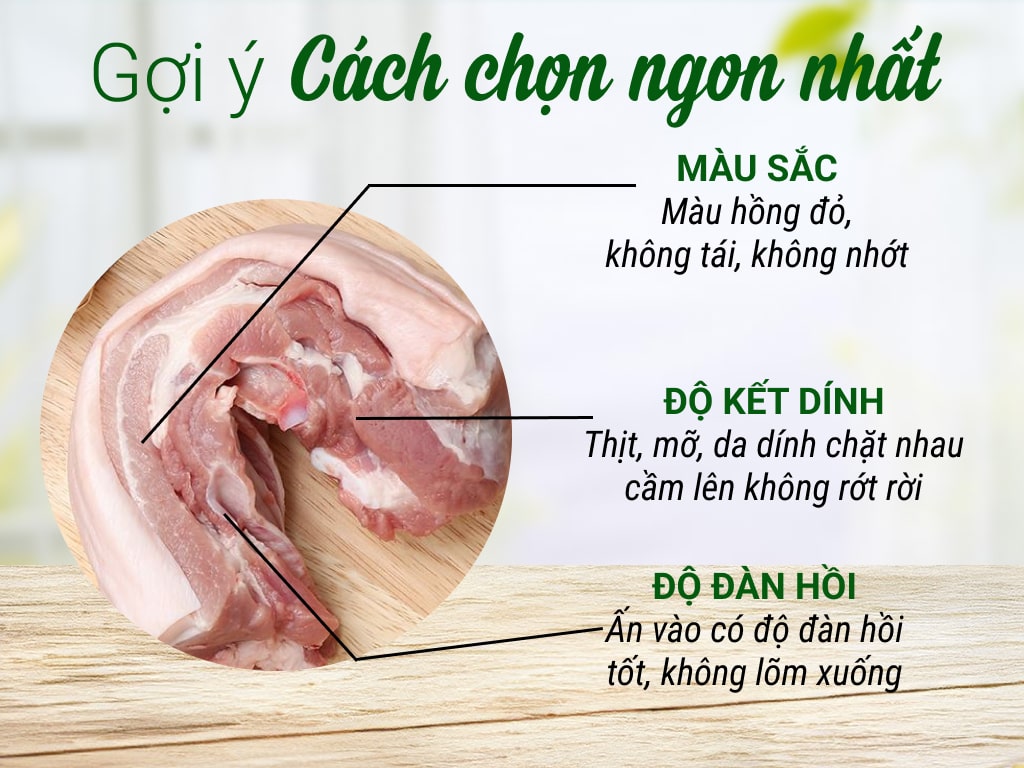 Gợi ý Cách chọn ngon nhất
MÀU SẮC
Màu hồng đỏ,
không tái, không nhớt
ĐỘ KẾT DÍNH
Thịt, mỡ, da dính chặt nhau
cầm lên không rớt rời
ĐỘ ĐÀN HỒI
Ấn vào có độ đàn hồi
tốt, không lõm xuống